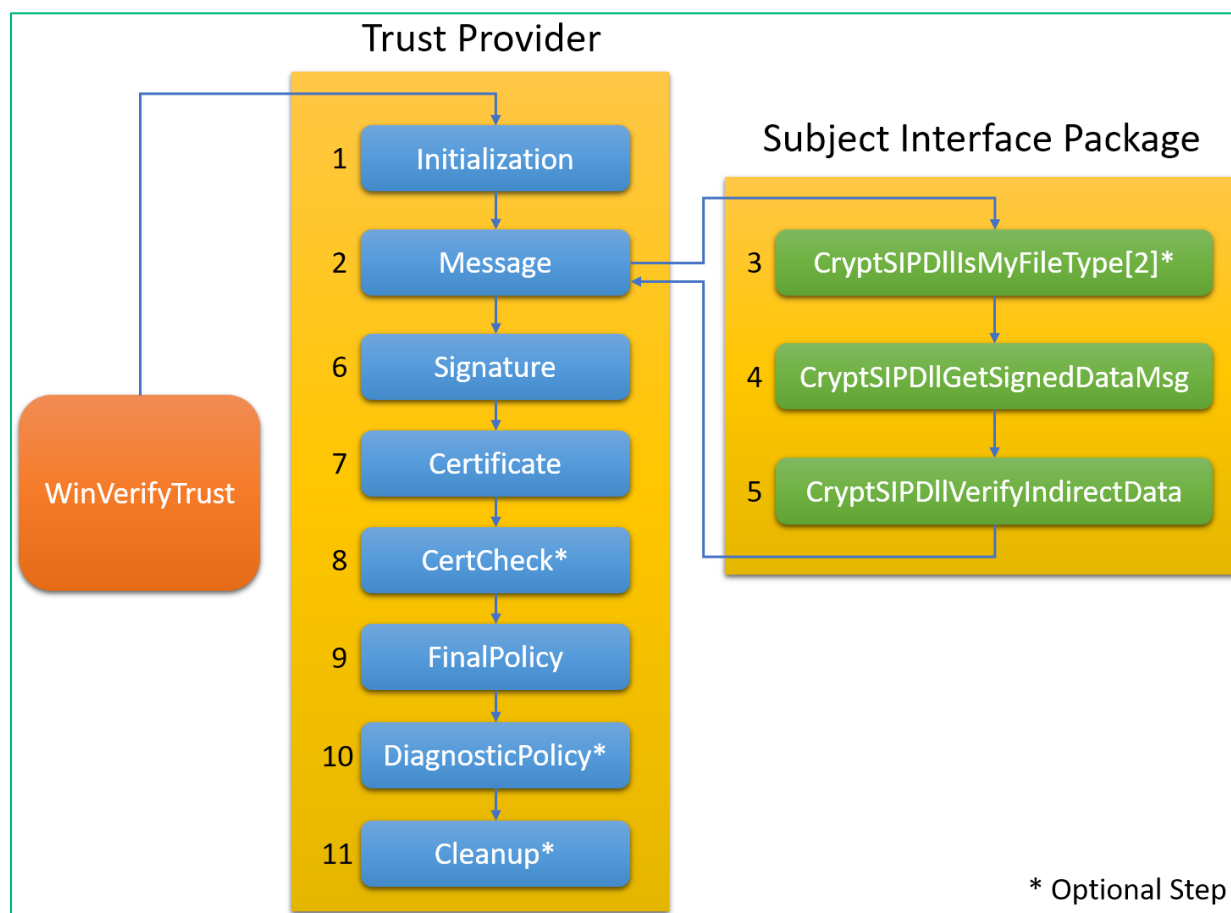 Trust Provider
1
Initialization
2
Message
6
Signature
7
Certificate
8
CertCheck*
9
FinalPolicy
10
DiagnosticPolicy*
11
Cleanup*
WinVerifyTrust
Subject Interface Package
3
CryptSIPDllIsMyFileType[2]*
4
CryptSIPDllGetSignedDataMsg
5
CryptSIPDllVerifyIndirectData
* Optional Step